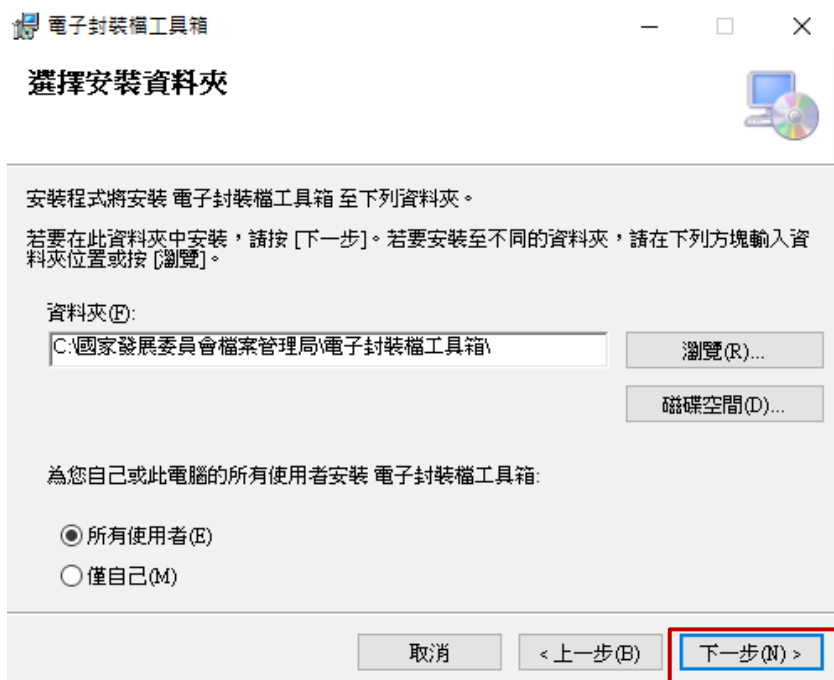 電子封裝檔工具箱
選擇安裝資料夾
安裝程式將安裝 電子封裝檔工具箱 至下列資料夾。
若要在此資料夾中安裝，請按 [下一步]。若要安裝至不同的資料夾，請在下列方塊輸入資
料夾位置或按 [瀏覽]。
資料夾(F):
C:\國家發展委員會檔案管理局\電子封裝檔工具箱\
瀏覽(R)...
磁碟空間(D)...
為您自己或此電腦的所有使用者安裝 電子封裝檔工具箱:
所有使用者(E)
僅自己(M)
取消
<上一步(B)
下一步(N) >